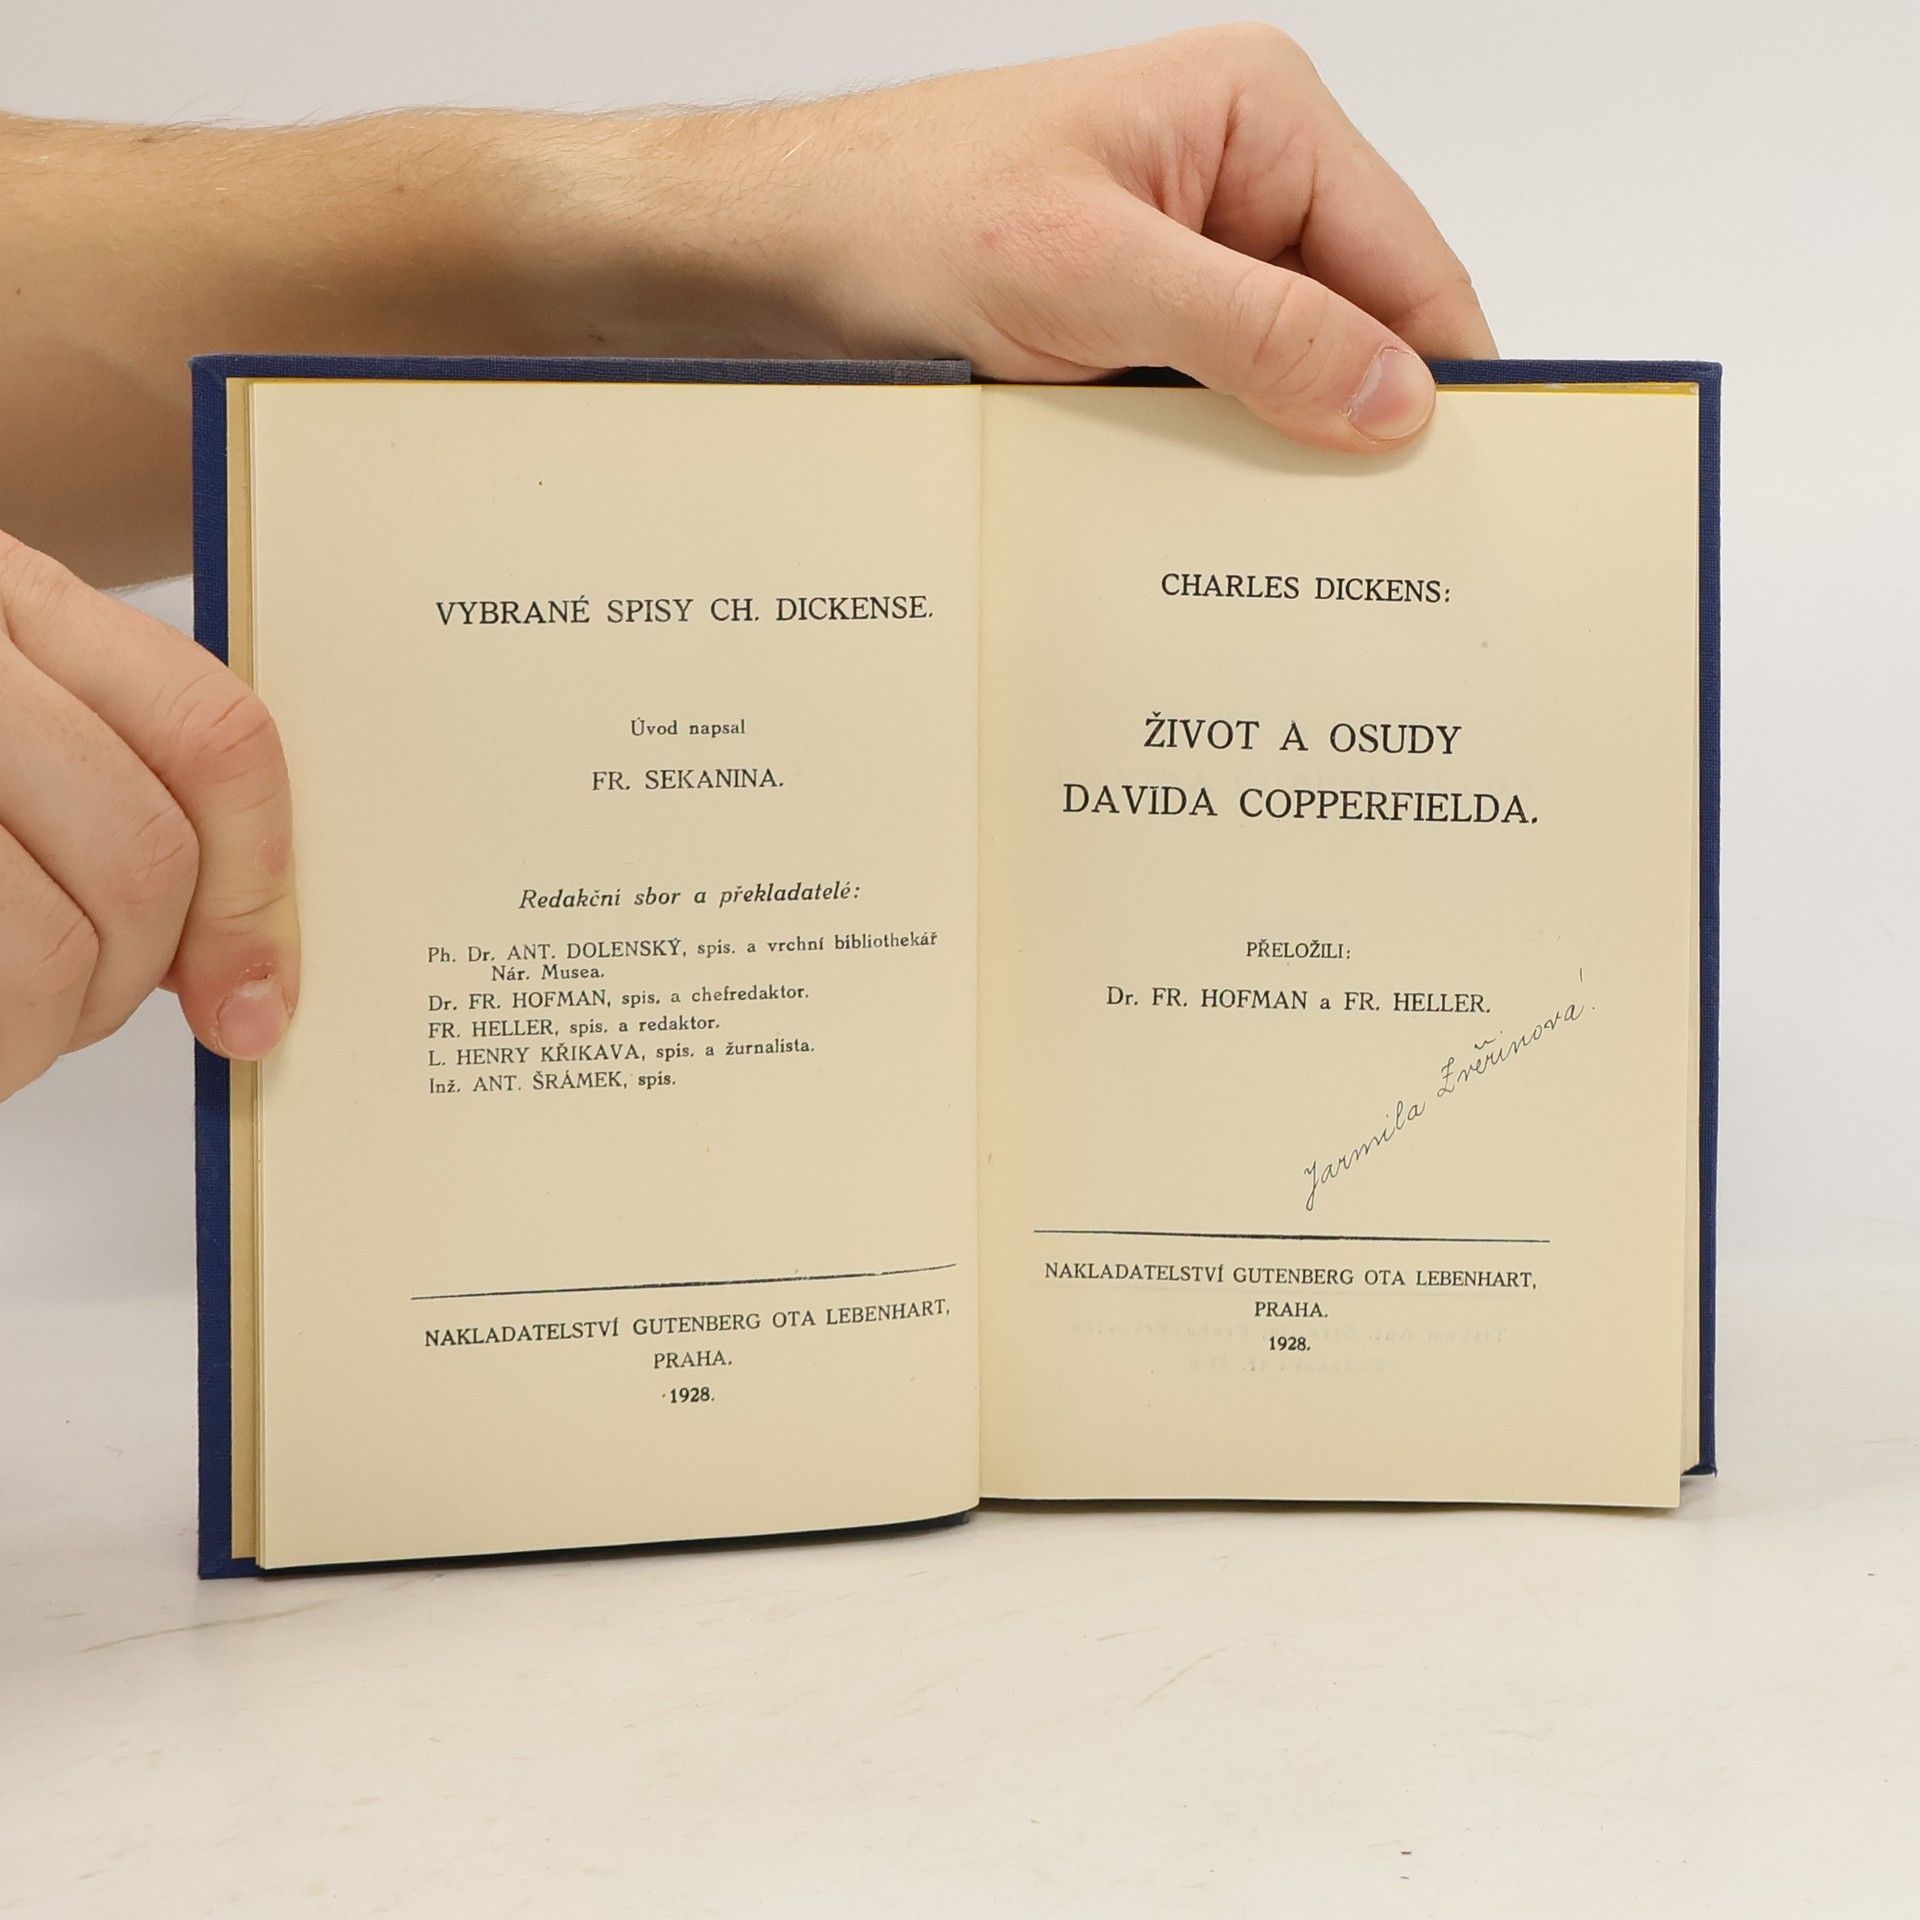 VYBRANÉ SPISY CH. DICKENSE.
Úvod napsal
FR. SEKANINA.
Redakční sbor a překladatelé:
Ph. Dr. ANT. DOLENSKÝ, spis. a vrchní bibliothekář
Nár. Musea.
Dr. FR. HOFMAN, spis. a chefredaktor.
FR. HELLER, spis. a redaktor.
L. HENRY KŘIKAVA, spis. a žurnalista.
Inž. ANT. ŠRÁMEK, spis.
NAKLADATELSTVÍ GUTENBERG OTA LEBENHART,
PRAHA.
1928.
CHARLES DICKENS:
ŽIVOT A OSUDY
DAVIDA COPPERFIELDA.
PŘELOŽILI:
Dr. FR. HOFMAN a FR. HELLER.
Jarmila Zvěřinova!
NAKLADATELSTVÍ GUTENBERG OTA LEBENHART,
PRAHA.
1928.